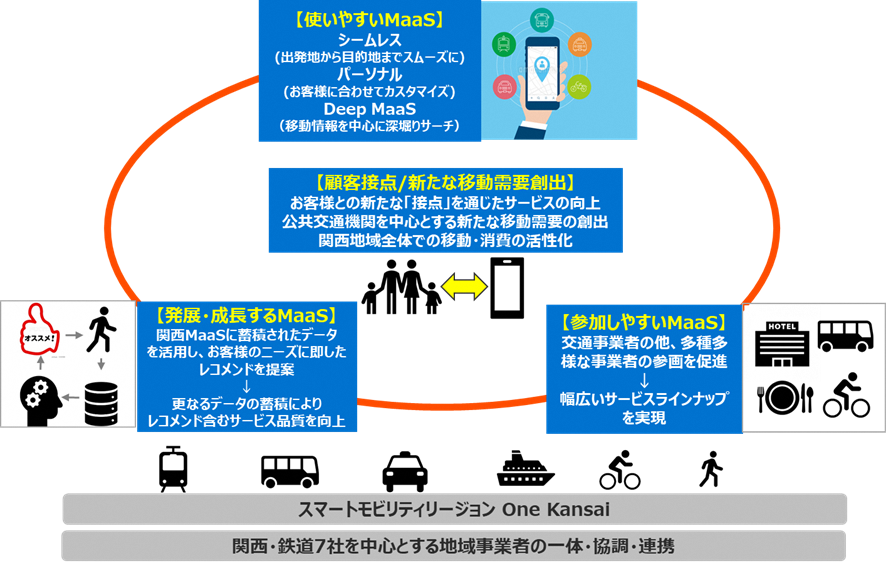 【使いやすいMaaS】
シームレス
(出発地から目的地までスムーズに)
パーソナル
(お客様に合わせてカスタマイズ)
Deep MaaS
(移動情報を中心に深堀りサーチ)
【顧客接点/新たな移動需要創出】
お客様との新たな「接点」を通じたサービスの向上
公共交通機関を中心とする新たな移動需要の創出
関西地域全体での移動・消費の活性化
【発展・成長するMaaS】
関西MaaSに蓄積されたデータ
を活用し、お客様のニーズに即した
レコメンドを提案
↓
更なるデータの蓄積により
レコメンド含むサービス品質を向上
オススメ!
【参加しやすいMaaS】
交通事業者の他、多種多
様な事業者の参画を促進
↓
幅広いサービスラインナップ
を実現
HOTEL
スマートモビリティリージョン One Kansai
関西・鉄道7社を中心とする地域事業者の一体・協調・連携